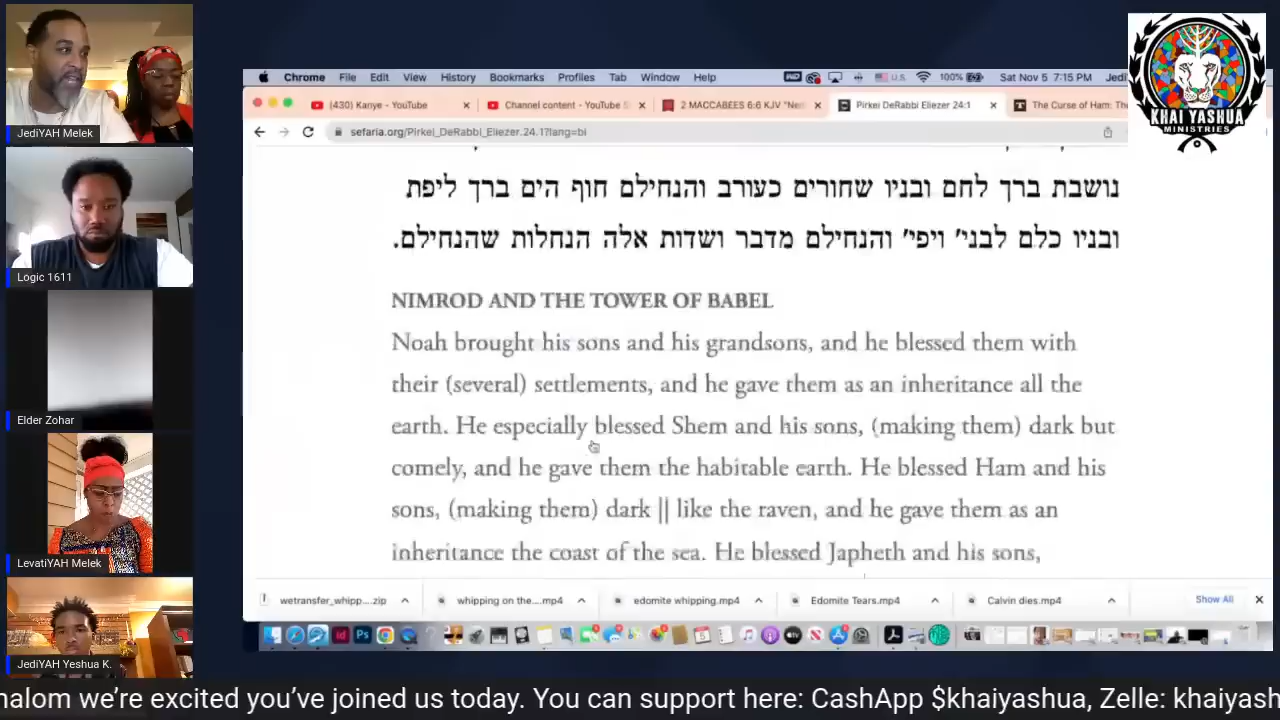 JediYAH Melek
Logic 1611
Elder Zohar
LevatiYAH Melek
JediYAH Yeshua K.
Chrome File Edit View History Bookmarks Profiles Tab Window Help
U.S. 100% Sat Nov 5 7:15 PM Jedi
(430) Kanye - YouTube
Channel content - YouTube S
2 MACCABEES 6:6 KJV "Nei
Pirkei DeRabbi Eliezer 24:1
The Curse of Ham: The
sefaria.org/Pirkei_DeRabbi_Eliezer.24.1?lang=bi
KHAI YASHUA
MINISTRIES
נושבת ברך לחם ובניו שחורים כעורב והנחילם חוף הים ברך ליפת
ובניו כלם לבני׳ ויפי׳ והנחילם מדבר ושדות אלה הנחלות שהנחילם.
NIMROD AND THE TOWER OF BABEL
Noah brought his sons and his grandsons, and he blessed them with
their (several) settlements, and he gave them as an inheritance all the
earth. He especially blessed Shem and his sons, (making them) dark but
comely, and he gave them the habitable earth. He blessed Ham and his
sons, (making them) dark || like the raven, and he gave them as an
inheritance the coast of the sea. He blessed Japheth and his sons,
wetransfer_whipp....zip
whipping on the....mp4
edomite whipping.mp4
Edomite Tears.mp4
Calvin dies.mp4
Show All
nalom we're excited you've joined us today. You can support here: CashApp $khaiyashua, Zelle: khaiyash